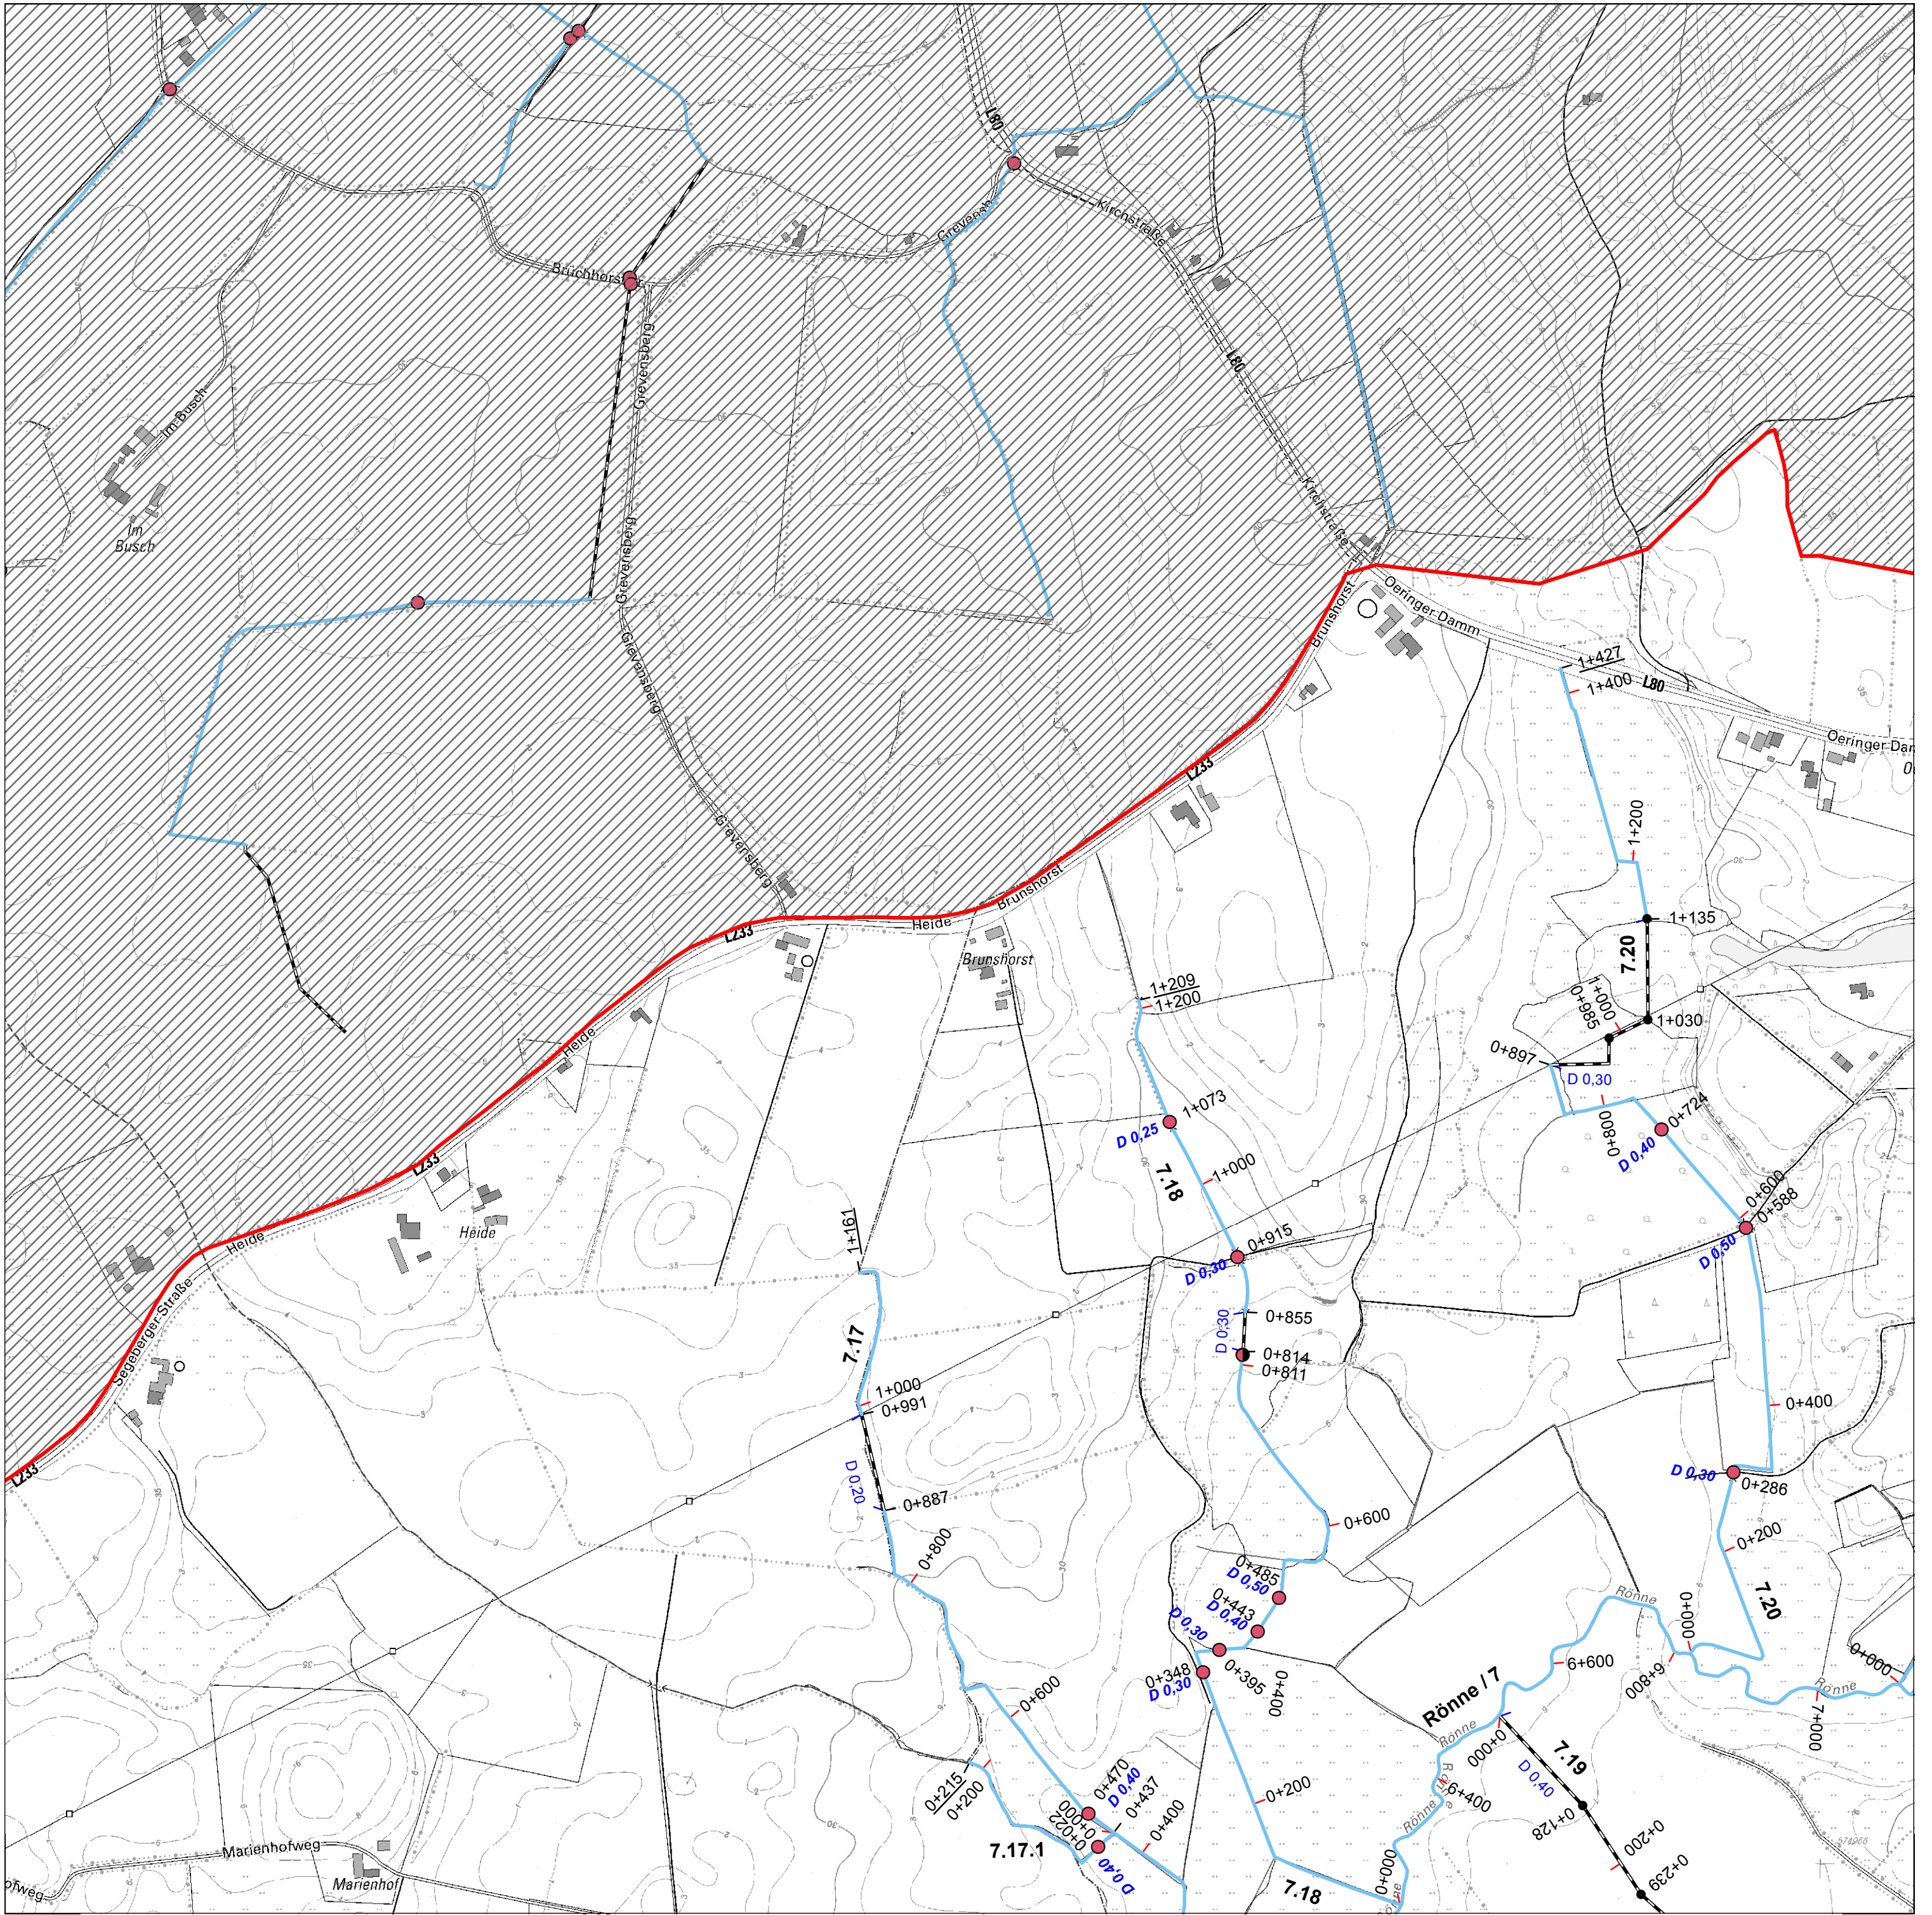 L80
Grevensb
Kirchstraße
Bruchhorst
Grevensberg
L80
Im-Busch
Im
Busch
Kirchstraße
Grevensberg
Brunshorst
Oeringer-Damm
Grevensberg
1+427
1+400
L80
Oeringer-Dam
L233
1+200
Grevensberg
Brunshorst
Heide
L233
Brunshorst
1+135
7.20
1+209
1+200
1+000
0+985
1+030
Heide
0+897
D 0,30
1+073
D 0,25
0+800
0+724
D 0,40
L233
7.18
1+000
0+600
0+588
D 0,50
1+161
Heide
Heide
0+915
D 0,30
Segeberger-Straße
D 0,30
0+855
7.17
0+814
0+811
1+000
0+991
0+400
L233
D 0,20
0+887
D 0,30
0+286
0+600
0+800
0+200
0+485
D 0,50
0+443
D 0,40
D 0,30
7.20
Rönne
0+000
0+348
D 0,30
0+395
0+400
6+600
6+800
0+000
Rönne
7+000
Rönne / 7
0+600
Rönne
0+000
7.19
D 0,40
0+215
0+200
0+470
D 0,40
0+437
0+000
0+022
0+400
0+200
6+400
Rönne
0+128
0+200
7.17.1
D 0,40
Marienhofweg
Marienhof
ofweg
7.18
0+000
0+239
574966